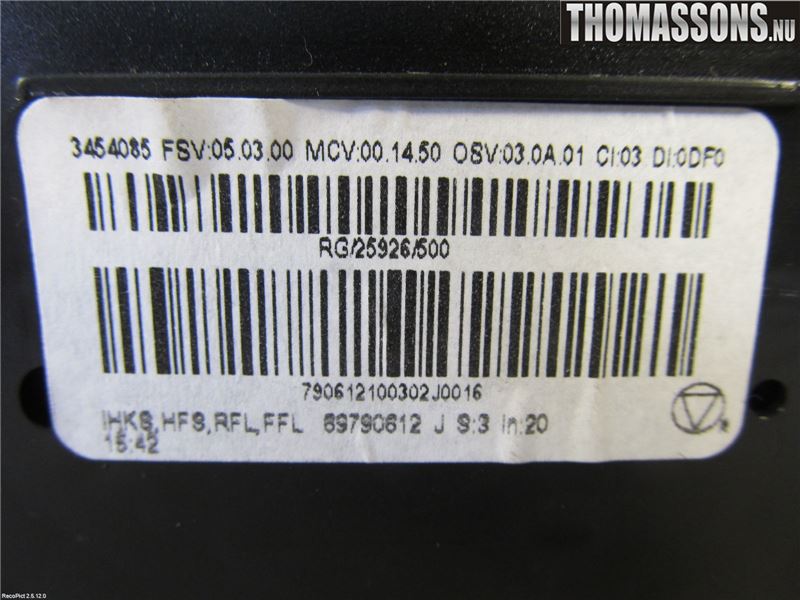 THOMASSONS.NU
3454085 FSV:05.03.00 MCV:00.14.50 OSV:03.0A.01 CI:03 DI:0DF0
RG/25926/500
790612100302J0016
IHKS,HFS,RFL,FFL 69790612 J S:3 In:20
15:42
RecoPict 2.5.12.0